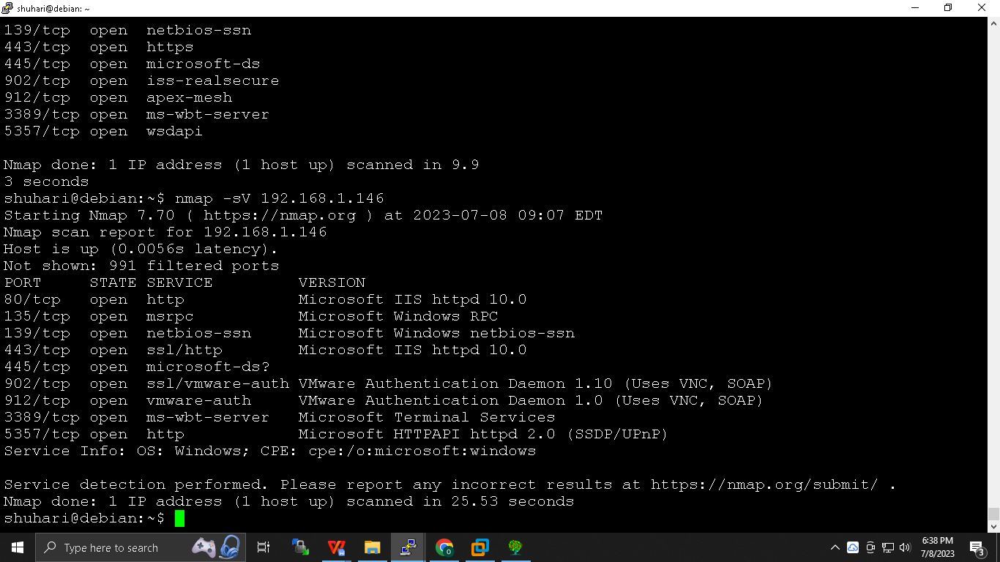 shuhari@debian: ~
139/tcp  open  netbios-ssn
443/tcp  open  https
445/tcp  open  microsoft-ds
902/tcp  open  iss-realsecure
912/tcp  open  apex-mesh
3389/tcp open  ms-wbt-server
5357/tcp open  wsdapi
Nmap done: 1 IP address (1 host up) scanned in 9.9
3 seconds
shuhari@debian:~$ nmap -sV 192.168.1.146
Starting Nmap 7.70 ( https://nmap.org ) at 2023-07-08 09:07 EDT
Nmap scan report for 192.168.1.146
Host is up (0.0056s latency).
Not shown: 991 filtered ports
PORT     STATE SERVICE         VERSION
80/tcp   open  http            Microsoft IIS httpd 10.0
135/tcp  open  msrpc           Microsoft Windows RPC
139/tcp  open  netbios-ssn     Microsoft Windows netbios-ssn
443/tcp  open  ssl/http        Microsoft IIS httpd 10.0
445/tcp  open  microsoft-ds?
902/tcp  open  ssl/vmware-auth VMware Authentication Daemon 1.10 (Uses VNC, SOAP)
912/tcp  open  vmware-auth     VMware Authentication Daemon 1.0 (Uses VNC, SOAP)
3389/tcp open  ms-wbt-server   Microsoft Terminal Services
5357/tcp open  http            Microsoft HTTPAPI httpd 2.0 (SSDP/UPnP)
Service Info: OS: Windows; CPE: cpe:/o:microsoft:windows
Service detection performed. Please report any incorrect results at https://nmap.org/submit/ .
Nmap done: 1 IP address (1 host up) scanned in 25.53 seconds
shuhari@debian:~$
Type here to search
6:38 PM
7/8/2023
3